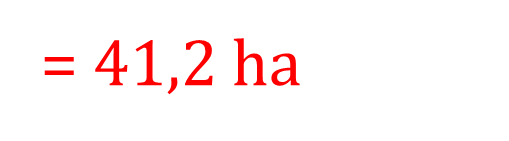 = 41,2 ha